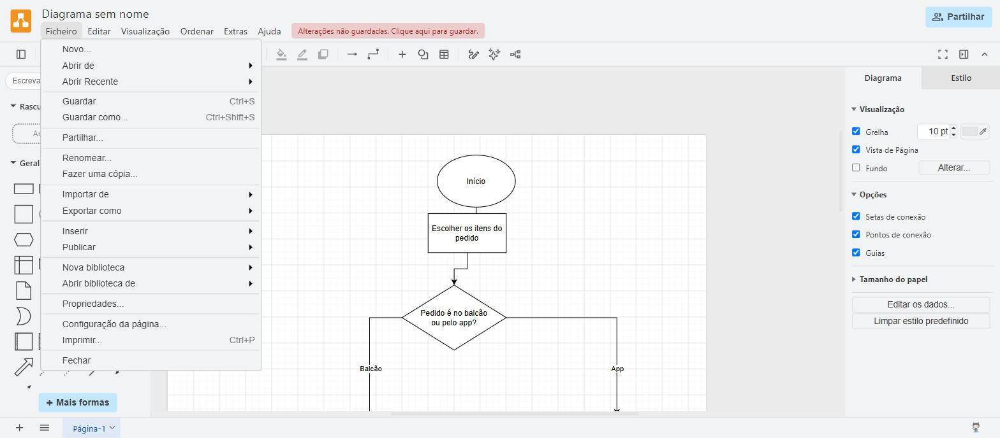 Diagrama sem nome
Ficheiro Editar Visualização Ordenar Extras Ajuda Alterações não guardadas. Clique aqui para guardar.
Partilhar
Novo...
Abrir de
Abrir Recente
Guardar Ctrl+S
Guardar como... Ctrl+Shift+S
Partilhar...
Renomear...
Fazer uma cópia...
Importar de
Exportar como
Inserir
Publicar
Nova biblioteca
Abrir biblioteca de
Propriedades...
Configuração da página...
Imprimir... Ctrl+P
Fechar
Escreva
Geral
+ Mais formas
Início
Escolher os itens do
pedido
Pedido é no balcão
ou pelo app?
Balcão
App
Diagrama Estilo
Visualização
Grelha 10 pt
Vista de Página
Fundo Alterar...
Opções
Setas de conexão
Pontos de conexão
Guias
Tamanho do papel
Editar os dados...
Limpar estilo predefinido
Página-1